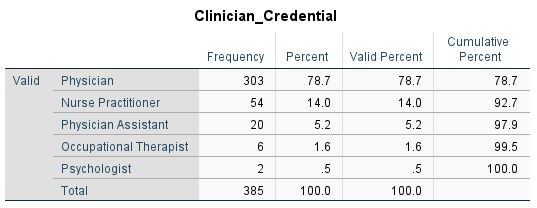 Clinician_Credential
Frequency Percent Valid Percent Cumulative Percent
Valid Physician 303 78.7 78.7 78.7
Nurse Practitioner 54 14.0 14.0 92.7
Physician Assistant 20 5.2 5.2 97.9
Occupational Therapist 6 1.6 1.6 99.5
Psychologist 2 .5 .5 100.0
Total 385 100.0 100.0